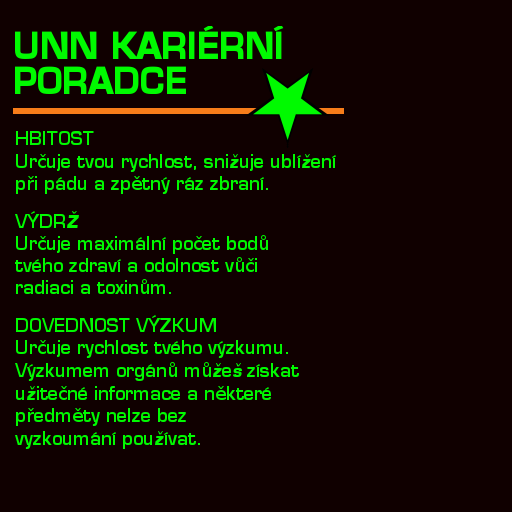 UNN KARIÉRNÍ
PORADCE
HBITOST
Určuje tvou rychlost, snižuje ublížení
při pádu a zpětný ráz zbraní.
VÝDRŽ
Určuje maximální počet bodů
tvého zdraví a odolnost vůči
radiaci a toxinům.
DOVEDNOST VÝZKUM
Určuje rychlost tvého výzkumu.
Výzkumem orgánů můžeš získat
užitečné informace a některé
předměty nelze bez
vyzkoumání používat.